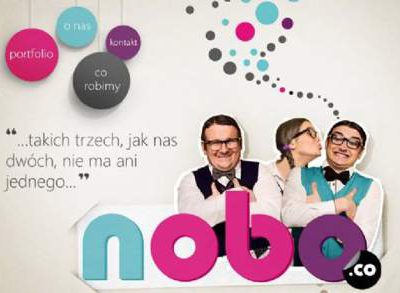 o nas
portfolio
kontakt
co
robimy
"...takich trzech, jak nas
dwóch, nie ma ani
jednego..."
nobo
.co